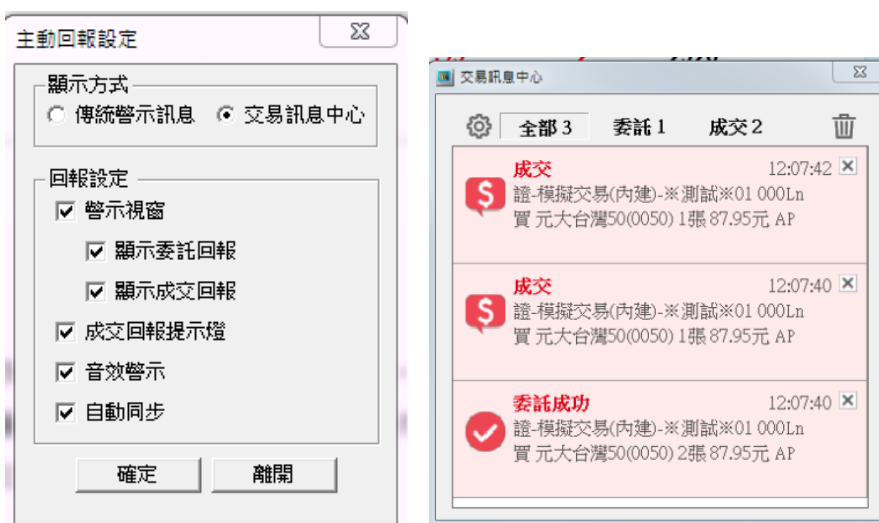 主動回報設定
顯示方式
傳統警示訊息
交易訊息中心
回報設定
警示視窗
顯示委託回報
顯示成交回報
成交回報提示燈
音效警示
自動同步
確定
離開
交易訊息中心
全部 3
委託 1
成交 2
成交 12:07:42
證-模擬交易(內建)-※測試※01 000Ln
買 元大台灣50(0050) 1張 87.95元 AP
成交 12:07:40
證-模擬交易(內建)-※測試※01 000Ln
買 元大台灣50(0050) 1張 87.95元 AP
委託成功 12:07:40
證-模擬交易(內建)-※測試※01 000Ln
買 元大台灣50(0050) 2張 87.95元 AP